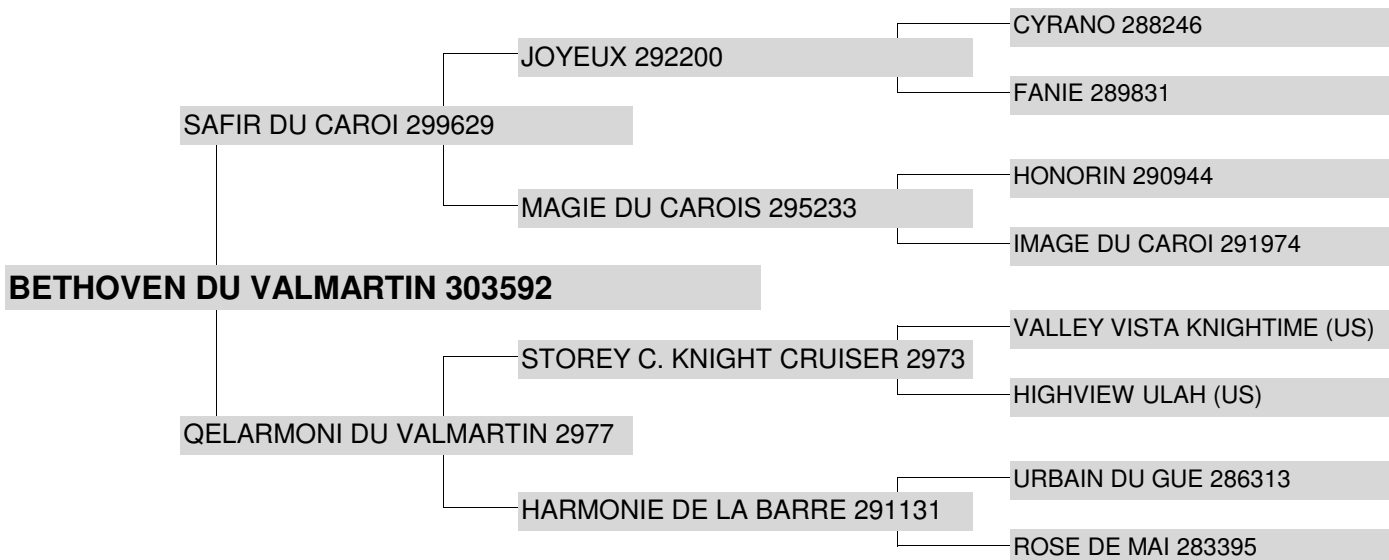 CYRANO 288246
JOYEUX 292200
FANIE 289831
SAFIR DU CAROI 299629
HONORIN 290944
MAGIE DU CAROIS 295233
IMAGE DU CAROI 291974
BETHOVEN DU VALMARTIN 303592
VALLEY VISTA KNIGHTIME (US)
STOREY C. KNIGHT CRUISER 2973
HIGHVIEW ULAH (US)
QELARMONI DU VALMARTIN 2977
URBAIN DU GUE 286313
HARMONIE DE LA BARRE 291131
ROSE DE MAI 283395